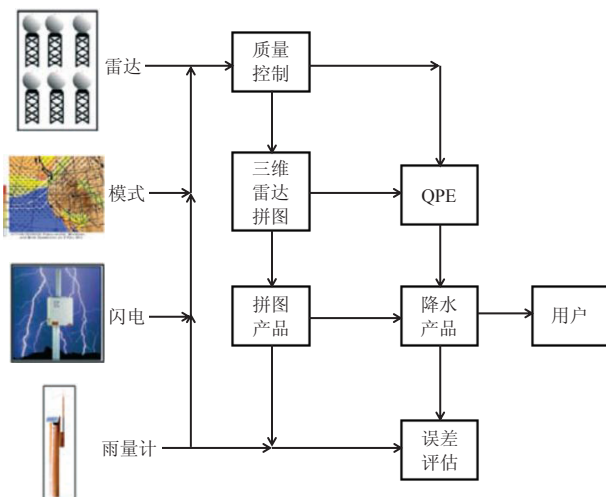 雷达
质量
控制
模式
三维
雷达
拼图
QPE
闪电
拼图
产品
降水
产品
用户
雨量计
误差
评估